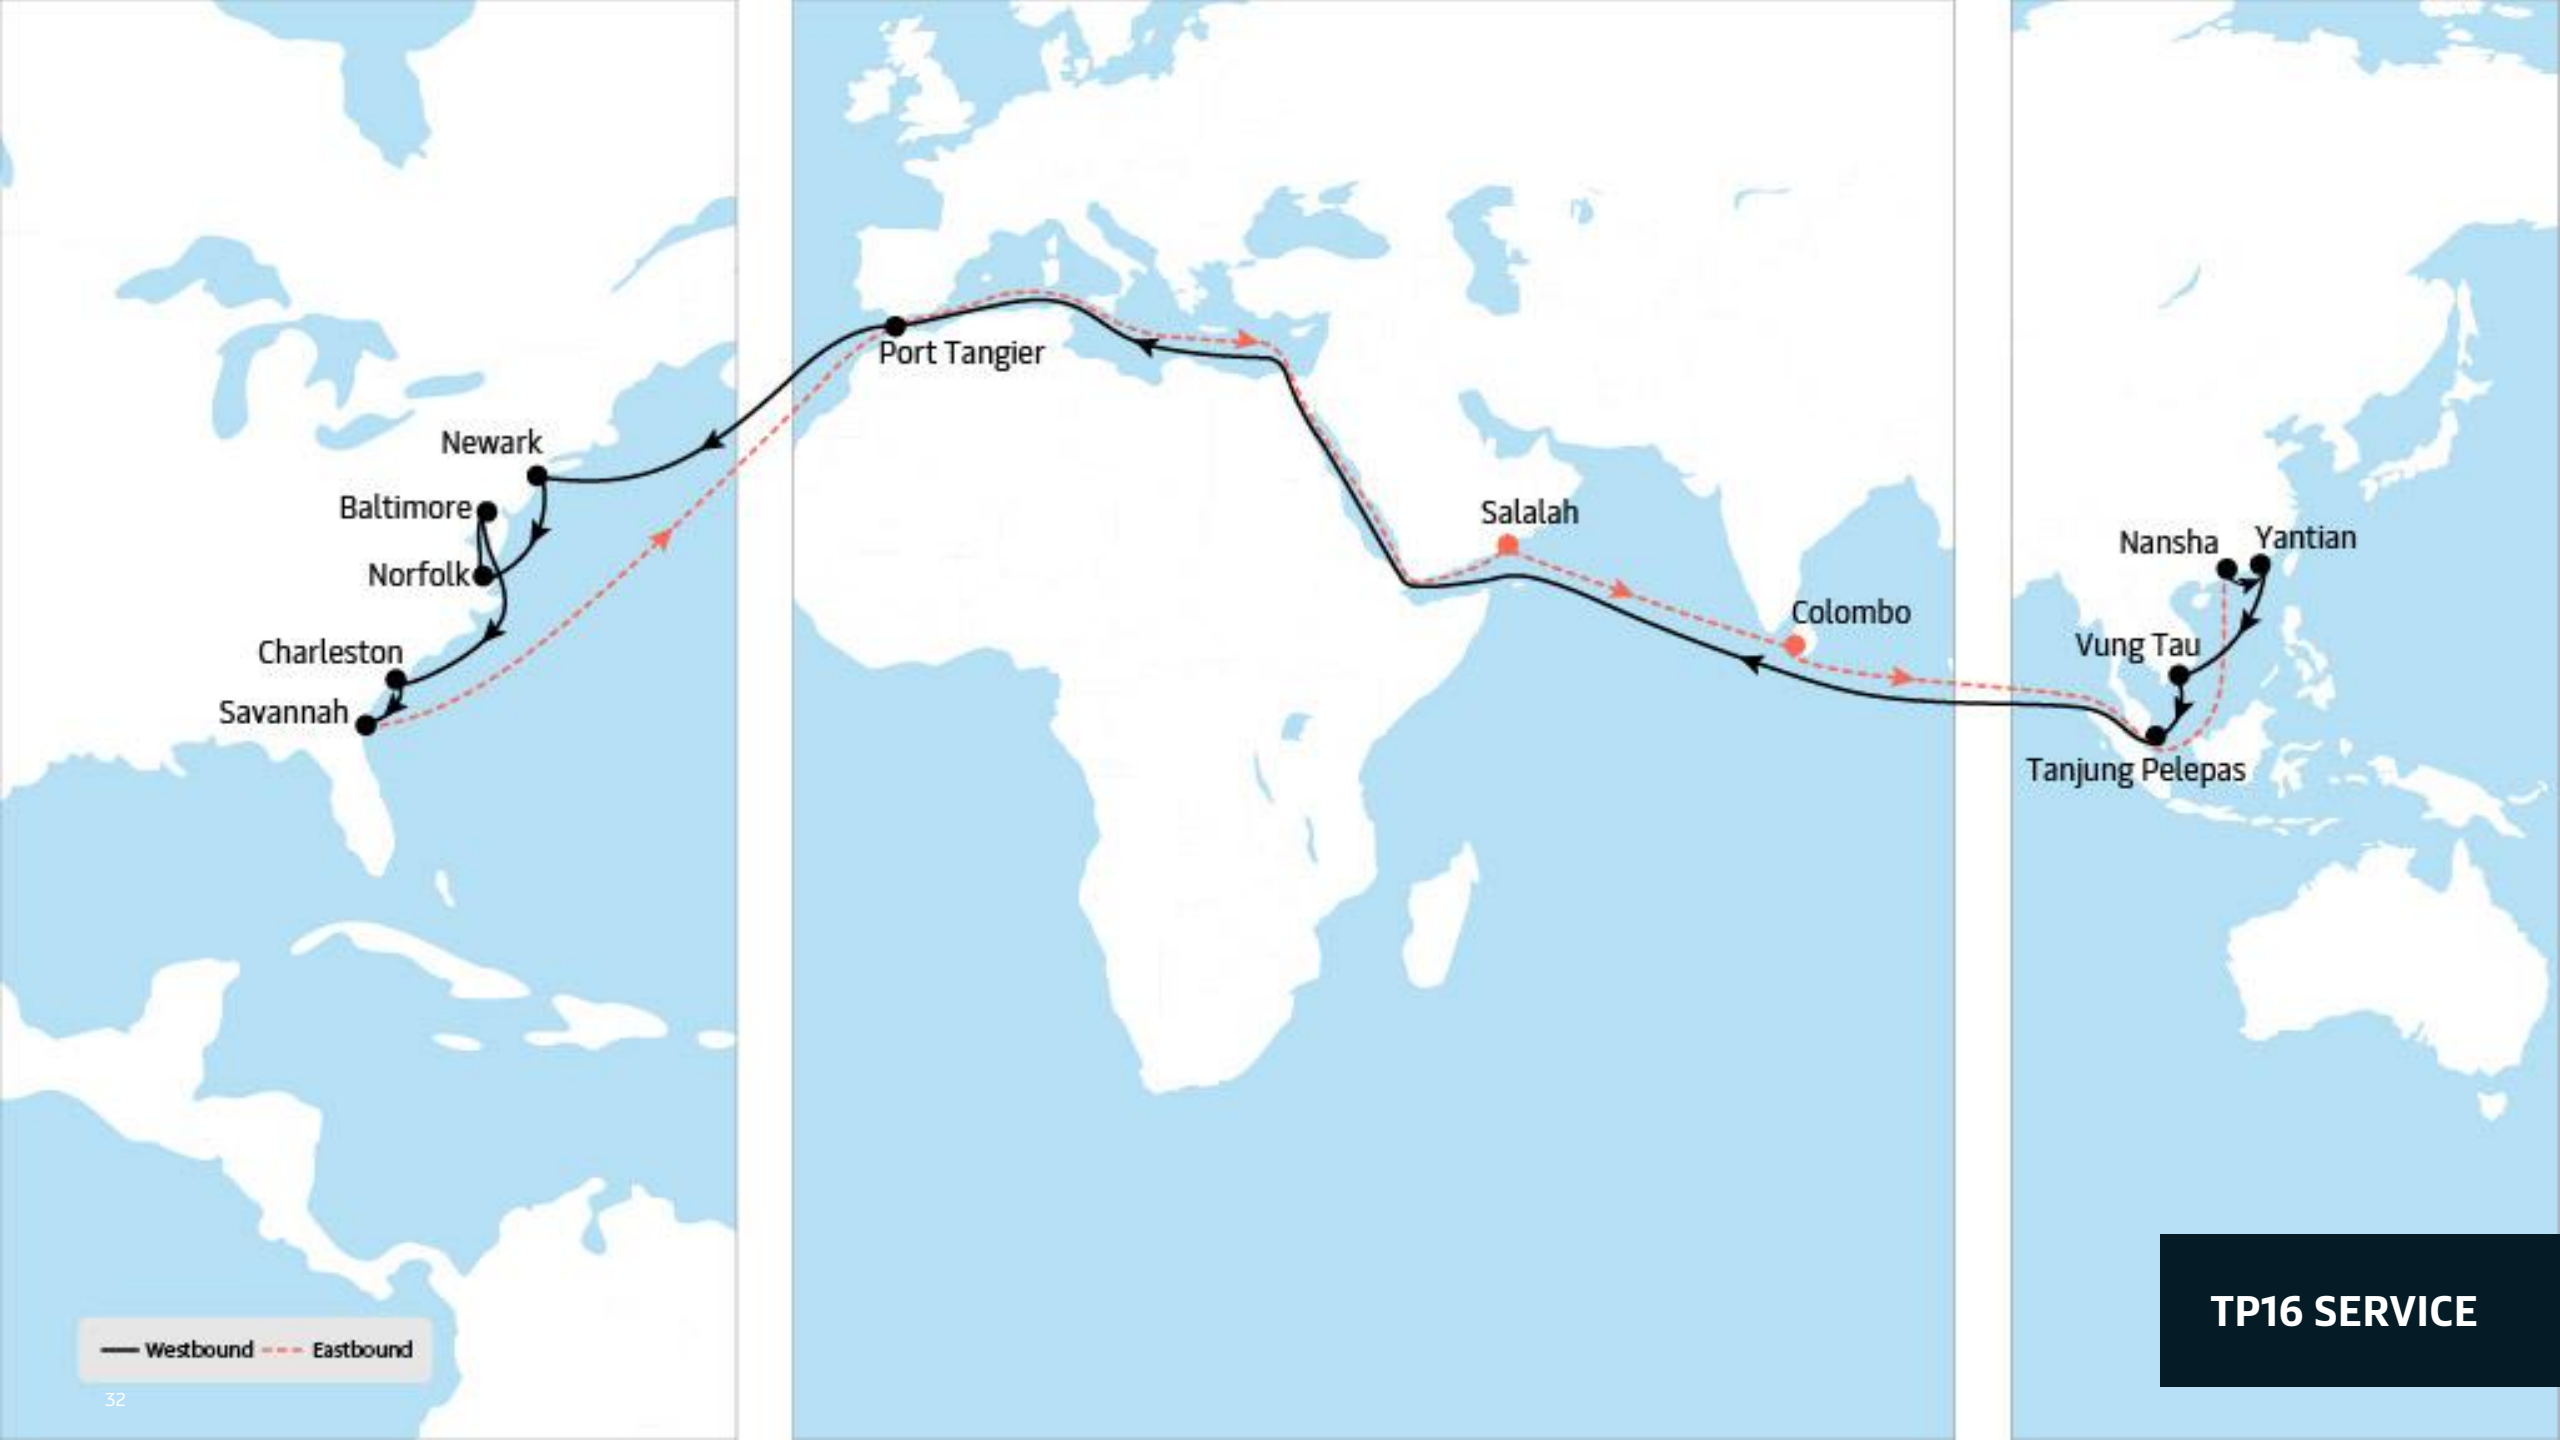 Port Tangier
Newark
Baltimore
Norfolk
Charleston
Savannah
Salalah
Colombo
Nansha
Yantian
Vung Tau
Tanjung Pelepas
TP16 SERVICE
Westbound
Eastbound
32